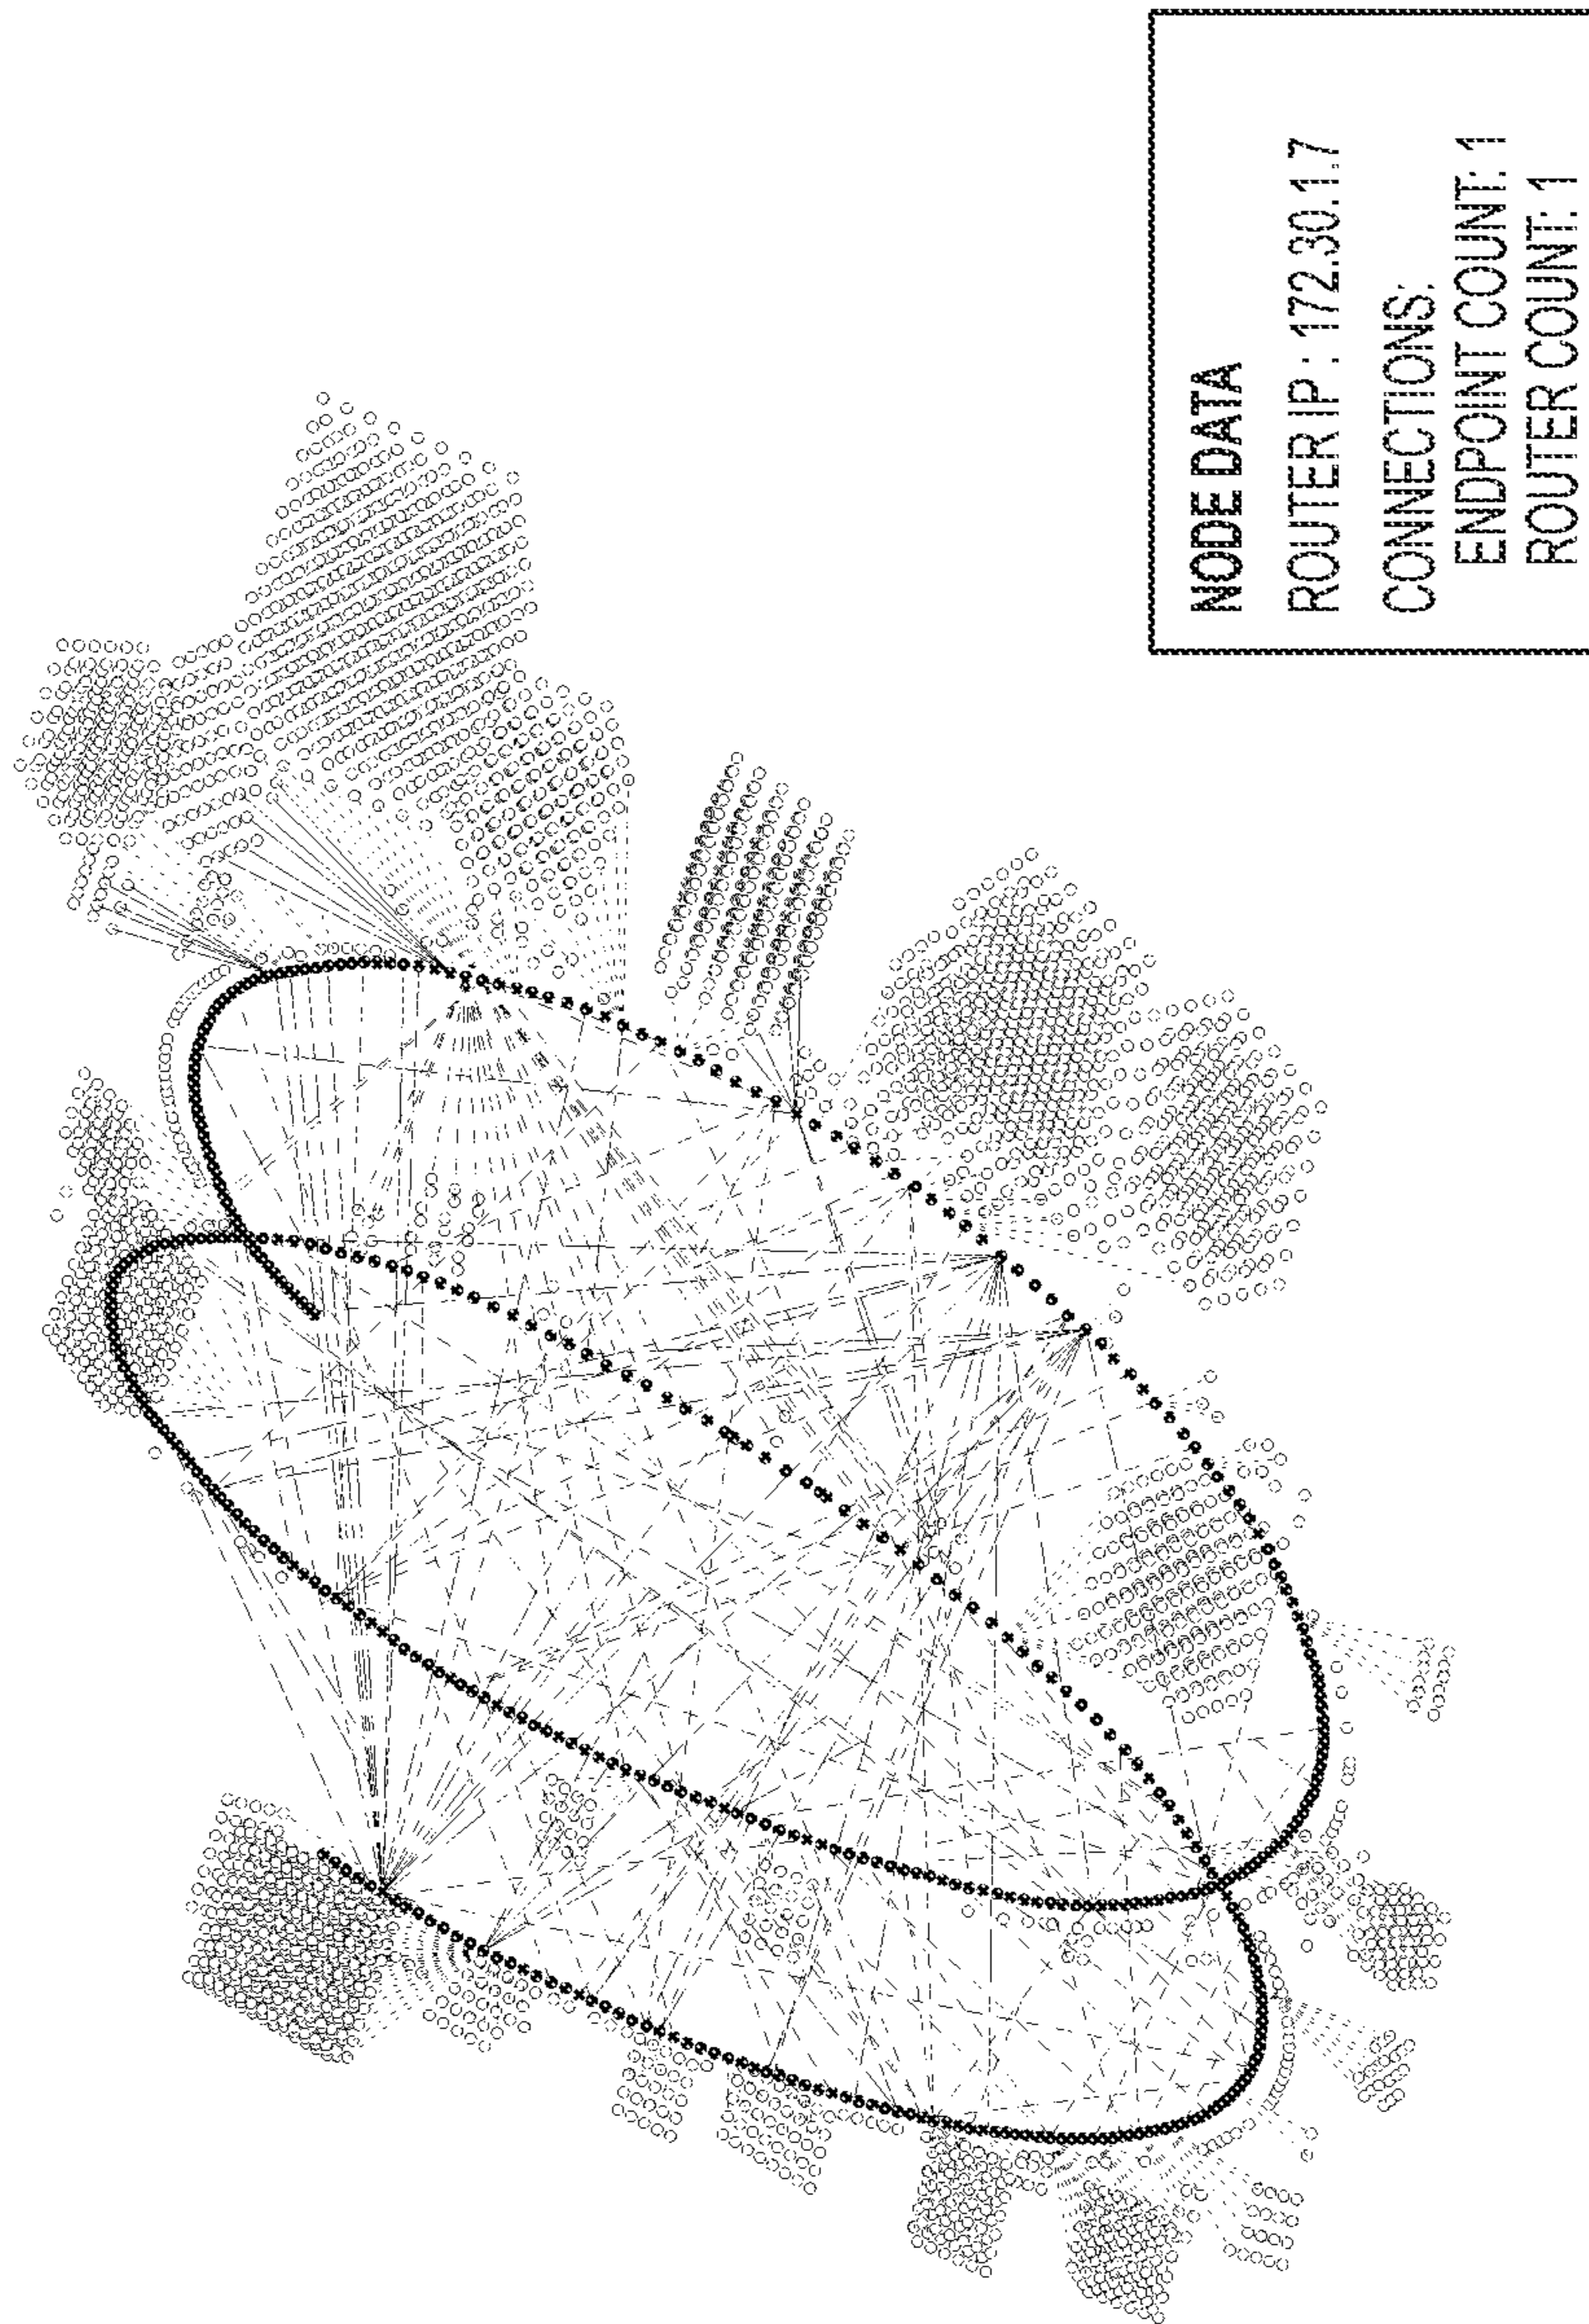 NODE DATA
ROUTER IP : 172.30.1.7
CONNECTIONS:
ENDPOINT COUNT: 1
ROUTER COUNT: 1